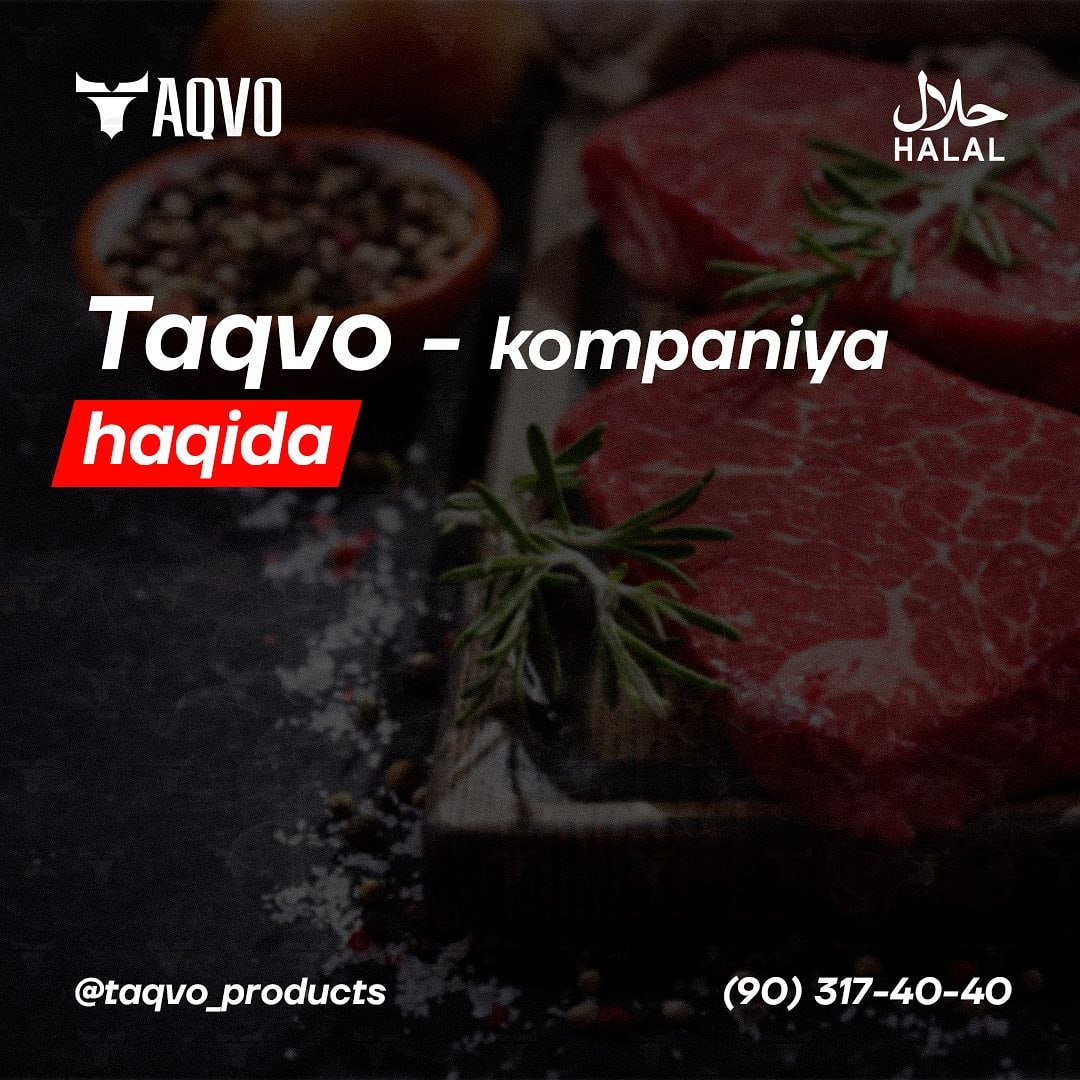 TAQVO
حلال
HALAL
Taqvo - kompaniya
haqida
@taqvo_products
(90) 317-40-40